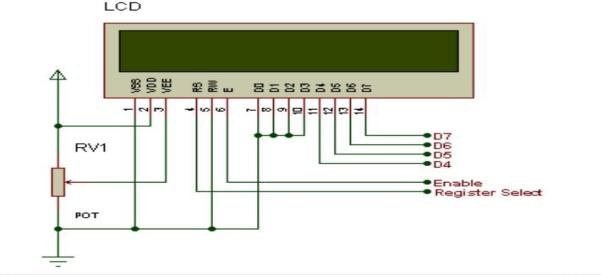 LCD
VSS VDD VEE RS RW E D0 D1 D2 D3 D4 D5 D6 D7
1 2 3 4 5 6 7 8 9 10 11 12 13 14
D7
RV1
D6
D5
D4
Enable
Register Select
POT